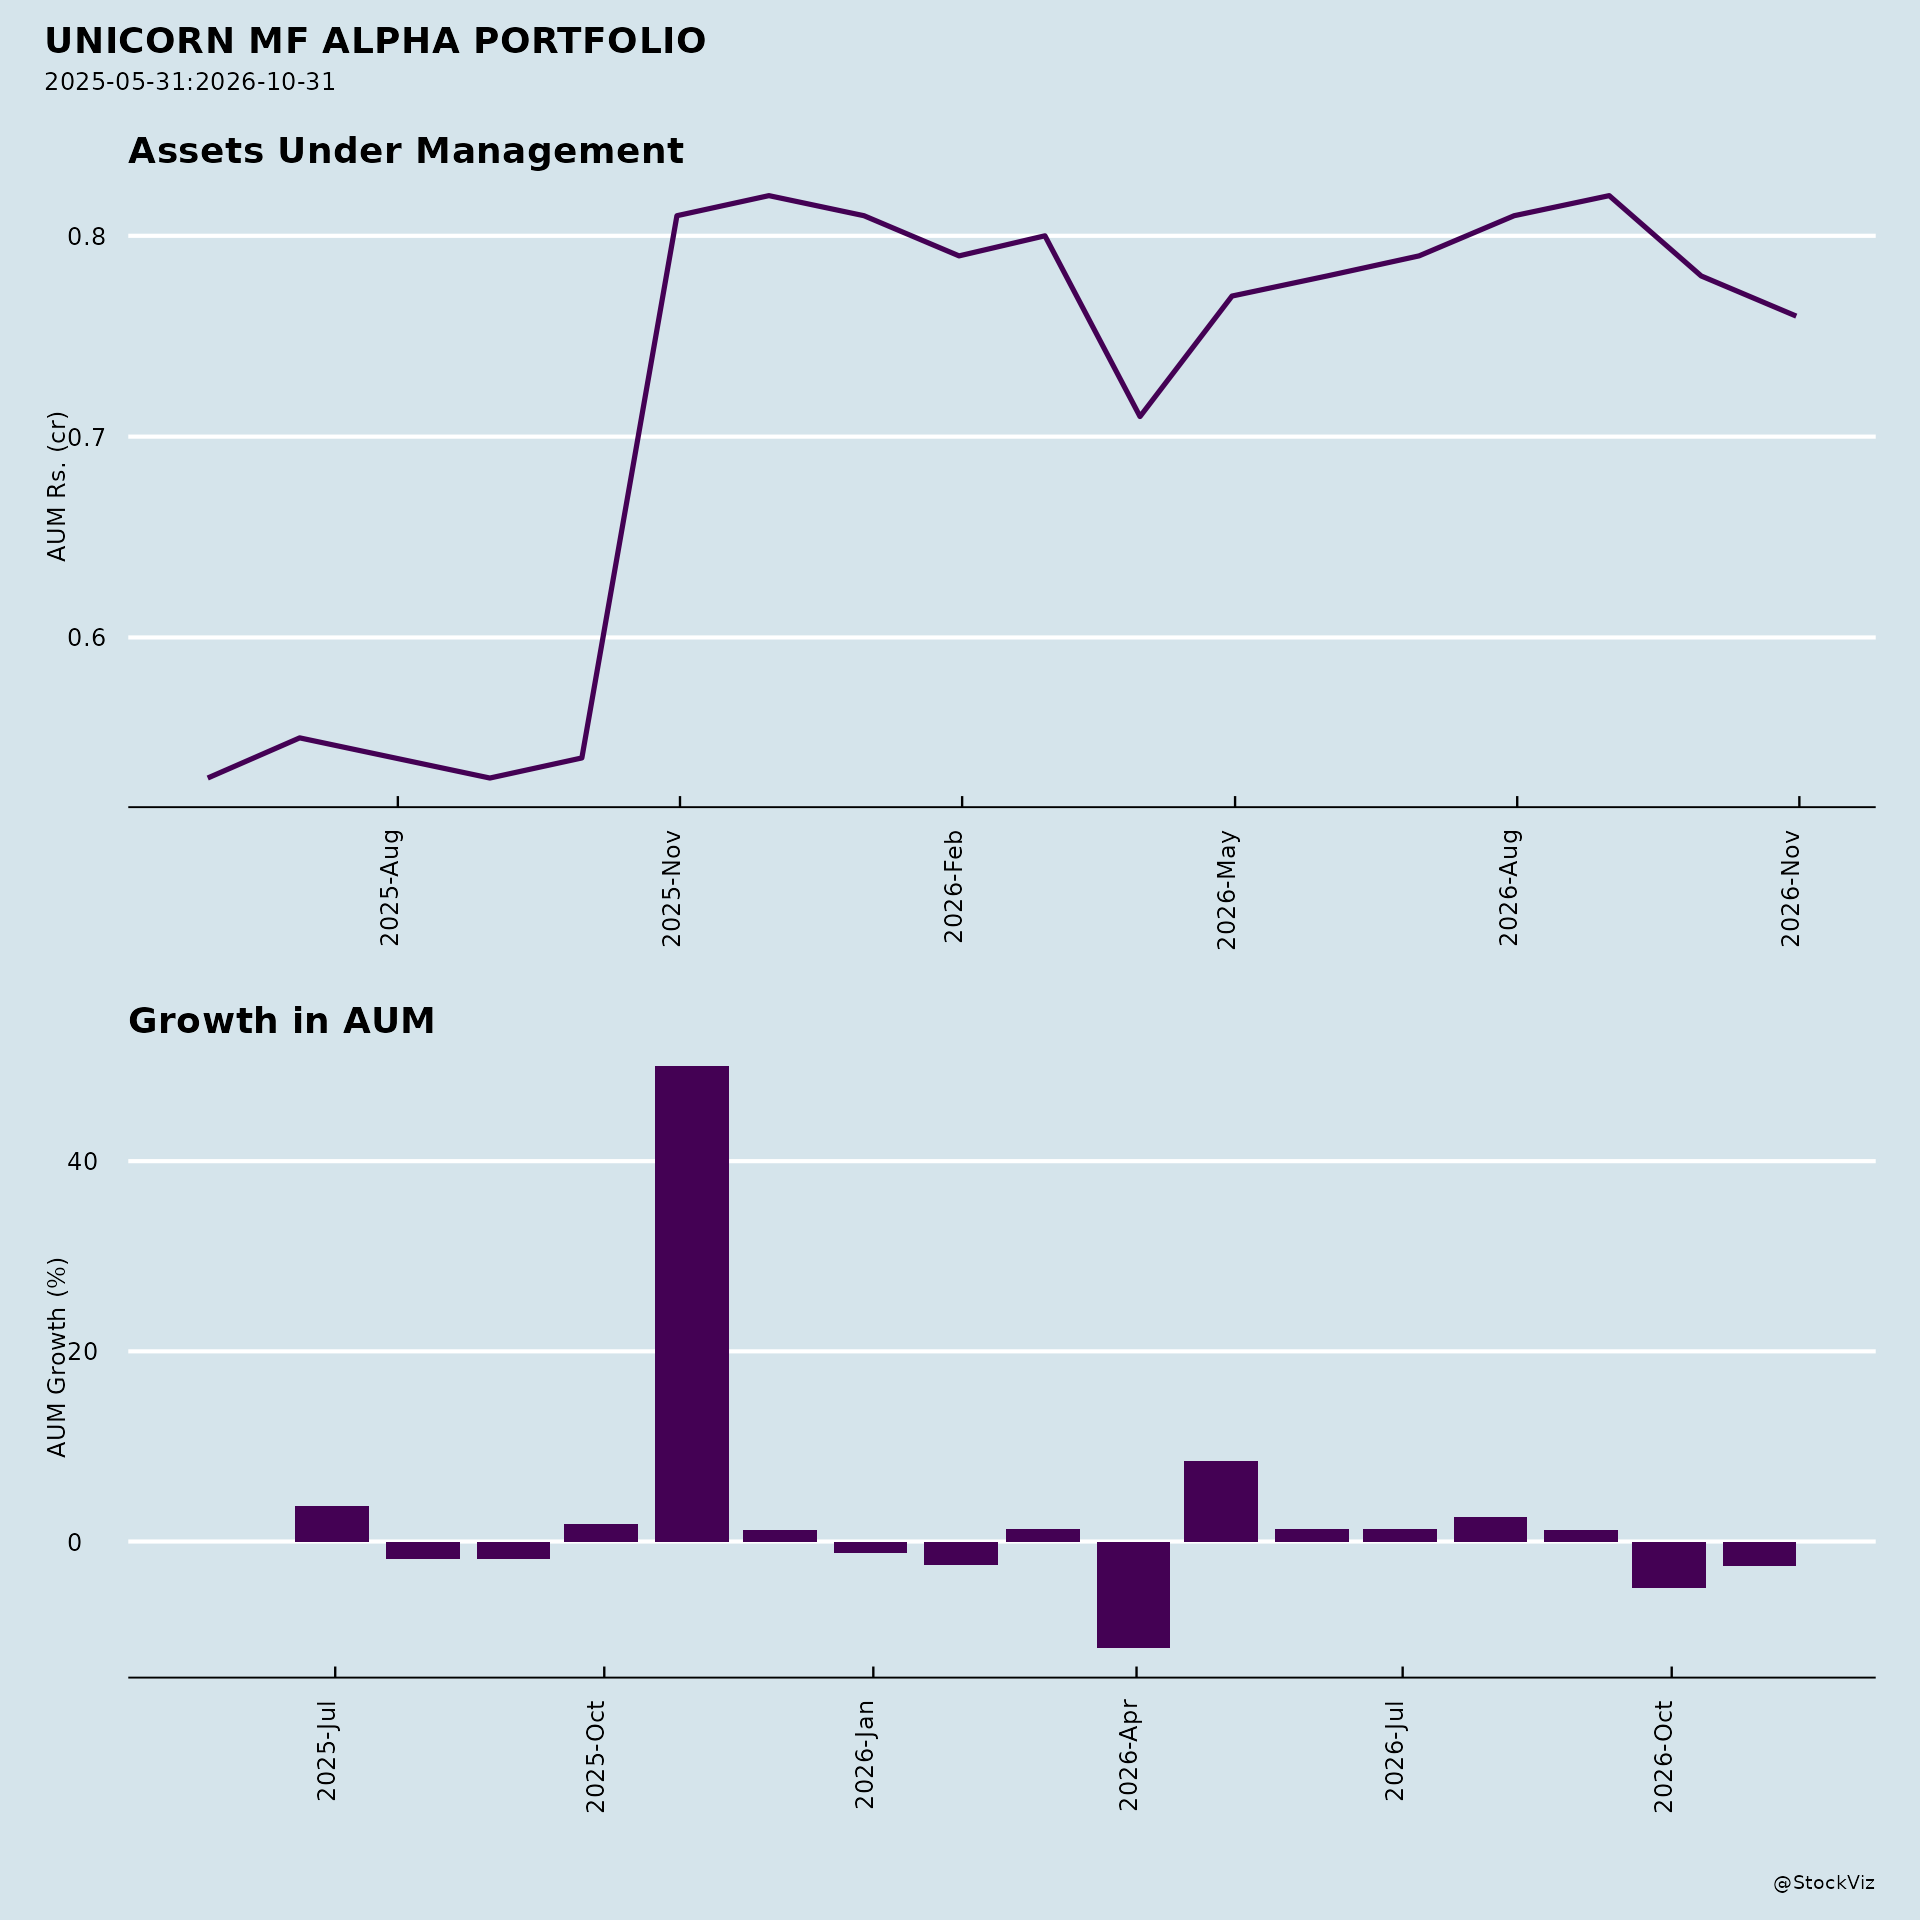 UNICORN MF ALPHA PORTFOLIO
2025-05-31:2026-10-31
Assets Under Management
AUM Rs. (cr)
0.8
0.7
0.6
2025-Aug
2025-Nov
2026-Feb
2026-May
2026-Aug
2026-Nov
Growth in AUM
AUM Growth (%)
40
20
0
2025-Jul
2025-Oct
2026-Jan
2026-Apr
2026-Jul
2026-Oct
@StockViz